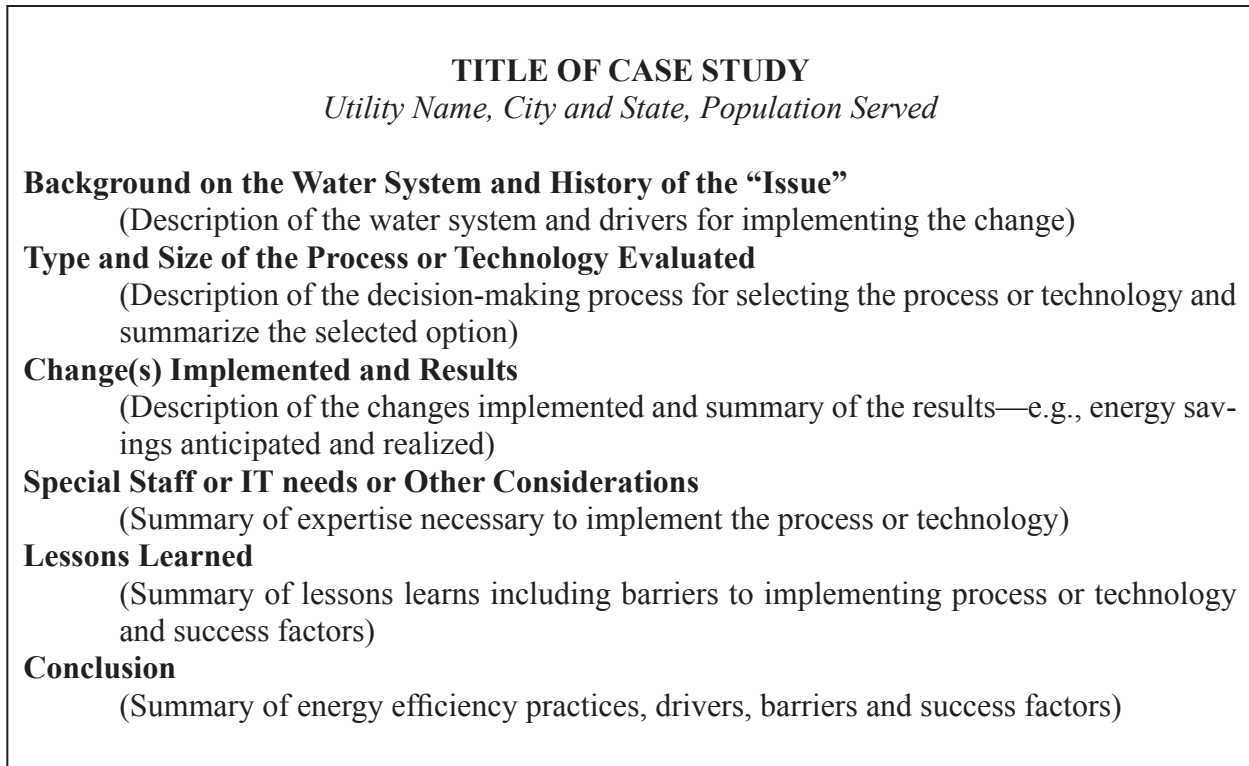 TITLE OF CASE STUDY
Utility Name, City and State, Population Served
Background on the Water System and History of the “Issue”
(Description of the water system and drivers for implementing the change)
Type and Size of the Process or Technology Evaluated
(Description of the decision-making process for selecting the process or technology and
summarize the selected option)
Change(s) Implemented and Results
(Description of the changes implemented and summary of the results—e.g., energy sav-
ings anticipated and realized)
Special Staff or IT needs or Other Considerations
(Summary of expertise necessary to implement the process or technology)
Lessons Learned
(Summary of lessons learns including barriers to implementing process or technology
and success factors)
Conclusion
(Summary of energy efficiency practices, drivers, barriers and success factors)